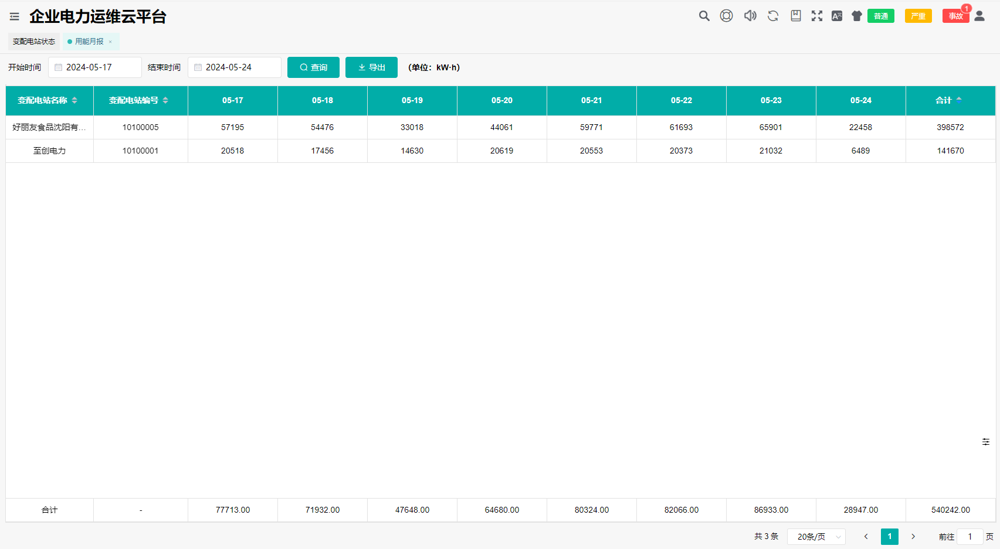 企业电力运维云平台
普通 严重 事故 1
变配电站状态 用能月报 ×
开始时间 2024-05-17 结束时间 2024-05-24 查询 导出 (单位：kW·h)
变配电站名称 变配电站编号 05-17 05-18 05-19 05-20 05-21 05-22 05-23 05-24 合计
好丽友食品沈阳有... 10100005 57195 54476 33018 44061 59771 61693 65901 22458 398572
至创电力 10100001 20518 17456 14630 20619 20553 20373 21032 6489 141670
合计 - 77713.00 71932.00 47648.00 64680.00 80324.00 82066.00 86933.00 28947.00 540242.00
共 3 条 20条/页 1 前往 1 页